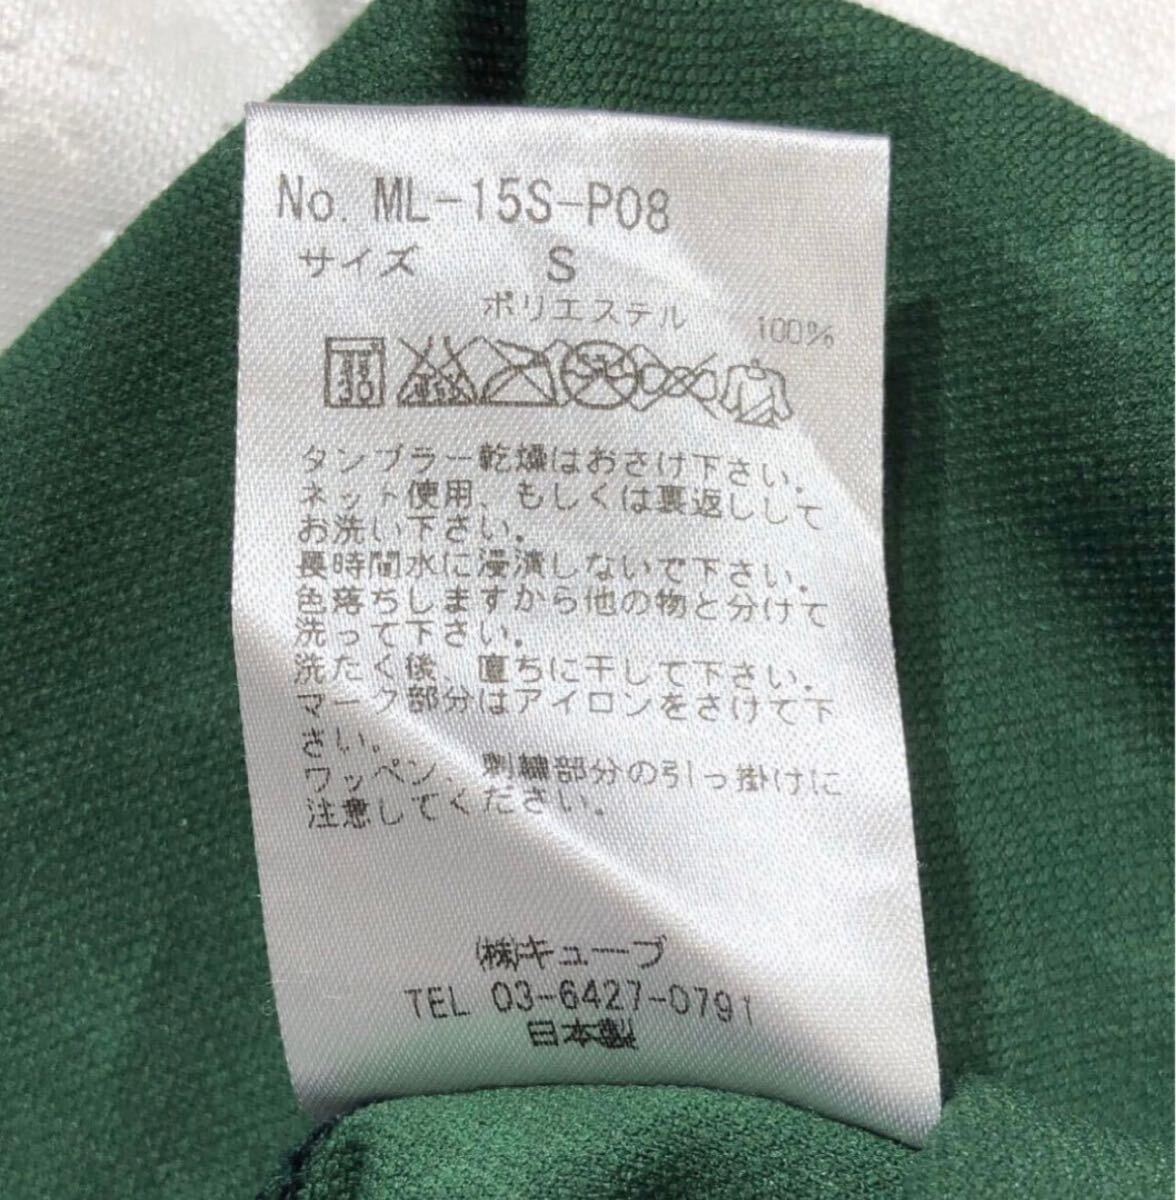 No. ML-15S-P08
サイズ S
ポリエステル 100%
30
タンブラー乾燥はおさけ下さい.
ネット使用、もしくは裏返しして
お洗い下さい.
長時間水に浸漬しないで下さい.
色落ちしますから他の物と分けて
洗って下さい.
洗たく後、直ちに干して下さい.
マーク部分はアイロンをさけて下
さい.
ワッペン、刺繍部分の引っ掛けに
注意してください.
(株)キューブ
TEL 03-6427-0791
日本製